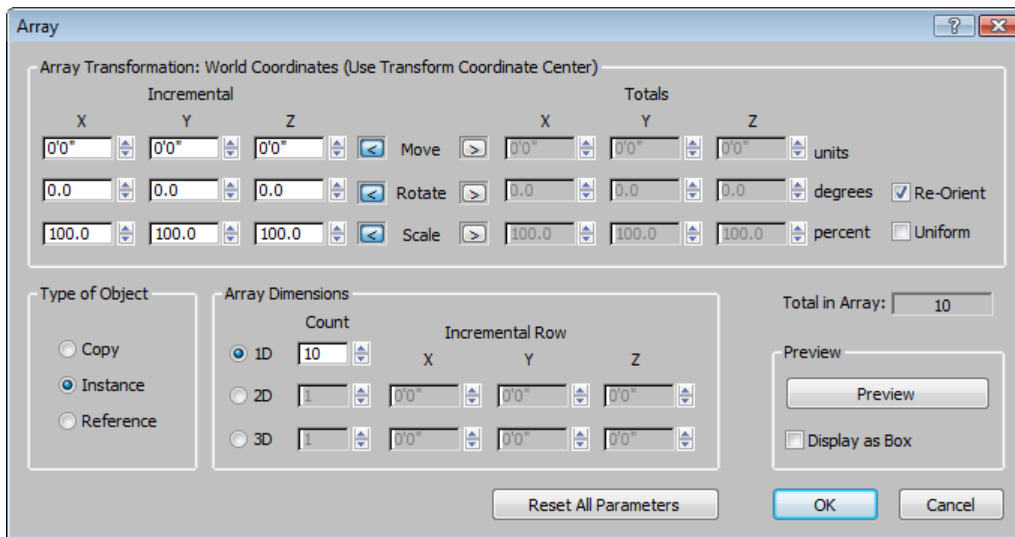 Array
Array Transformation: World Coordinates (Use Transform Coordinate Center)
Incremental Totals
X Y Z X Y Z
0'0" 0'0" 0'0" < Move > 0'0" 0'0" 0'0" units
0.0 0.0 0.0 < Rotate > 0.0 0.0 0.0 degrees Re-Orient
100.0 100.0 100.0 < Scale > 100.0 100.0 100.0 percent Uniform
Type of Object
Copy
Instance
Reference
Array Dimensions
Count
Incremental Row
X Y Z
1D 10
2D 1 0'0" 0'0" 0'0"
3D 1 0'0" 0'0" 0'0"
Total in Array: 10
Preview
Preview
Display as Box
Reset All Parameters OK Cancel